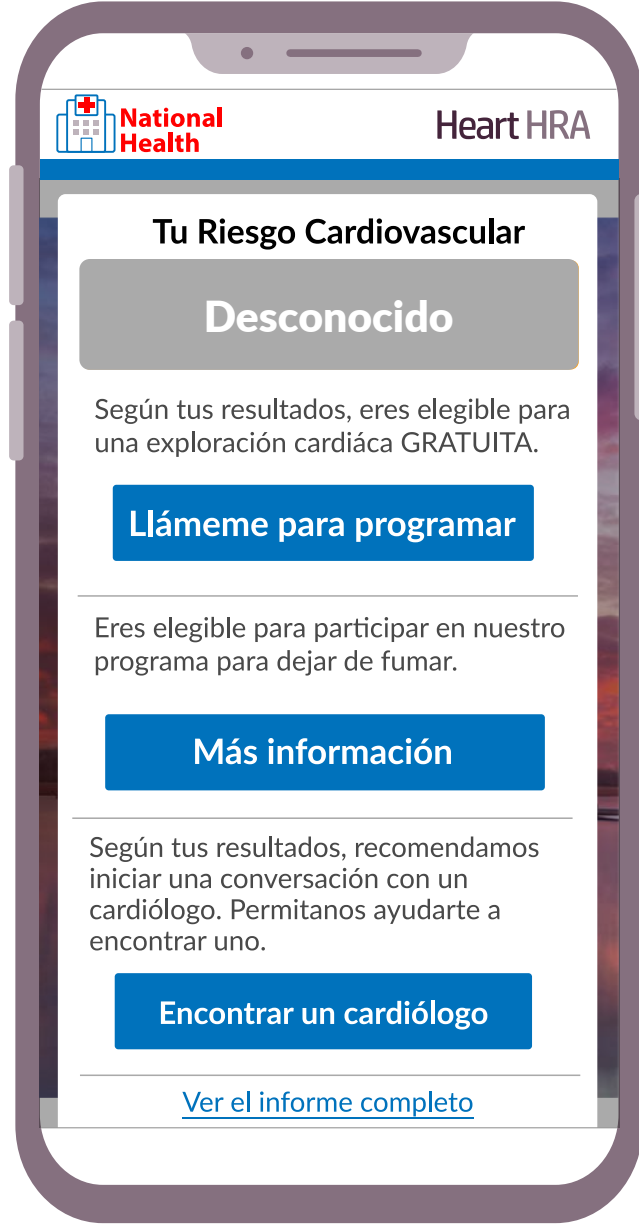 National
Health
Heart HRA
Tu Riesgo Cardiovascular
Desconocido
Según tus resultados, eres elegible para
una exploración cardiáca GRATUITA.
Llámeme para programar
Eres elegible para participar en nuestro
programa para dejar de fumar.
Más información
Según tus resultados, recomendamos
iniciar una conversación con un
cardiólogo. Permitanos ayudarte a
encontrar uno.
Encontrar un cardiólogo
Ver el informe completo